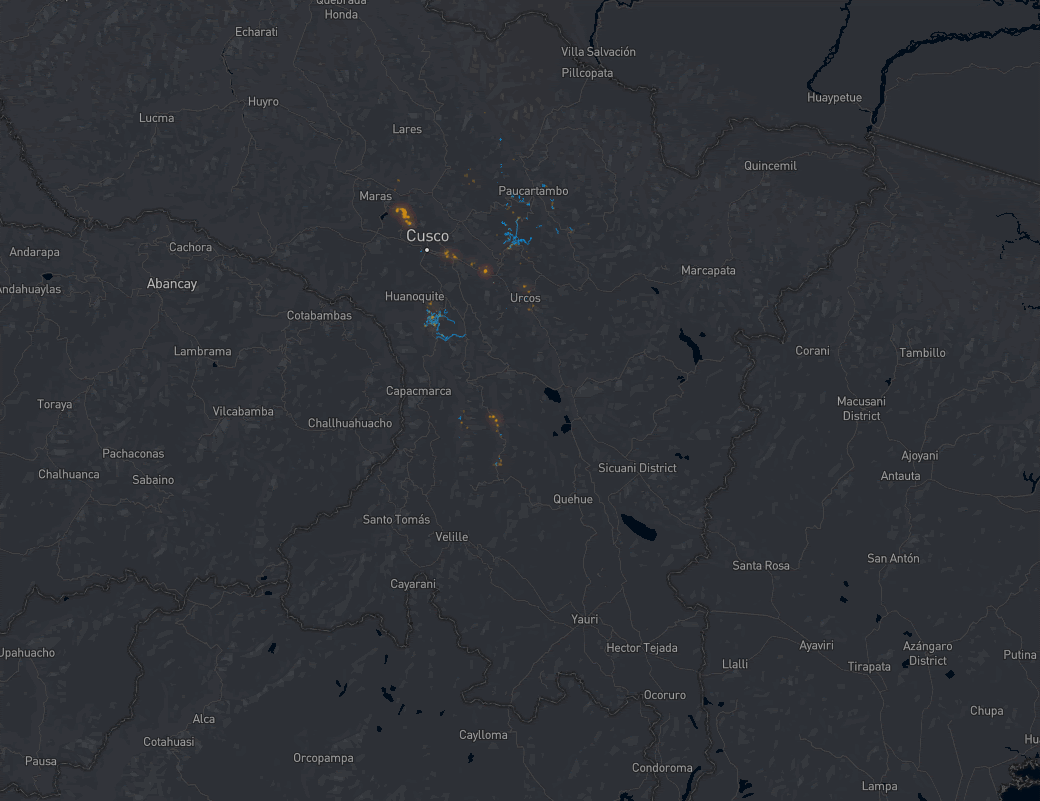 Quebrada
Honda
Echarati
Villa Salvación
Pillcopata
Huyro
Huaypetue
Lucma
Lares
Quincemil
Maras
Paucartambo
Cusco
Andarapa
Cachora
Marcapata
Andahuaylas
Abancay
Huanoquite
Urcos
Cotabambas
Lambrama
Corani
Tambillo
Capacmarca
Toraya
Vilcabamba
Challhuahuacho
Macusani
District
Pachaconas
Ajoyani
Chalhuanca
Sabaino
Sicuani District
Antauta
Quehue
Santo Tomás
Velille
San Antón
Santa Rosa
Cayarani
Yauri
Upahuacho
Hector Tejada
Ayaviri
Azángaro
District
Putina
Llalli
Tirapata
Ocoruro
Alca
Chupa
Cotahuasi
Caylloma
Hu
Orcopampa
Pausa
Condoroma
Lampa